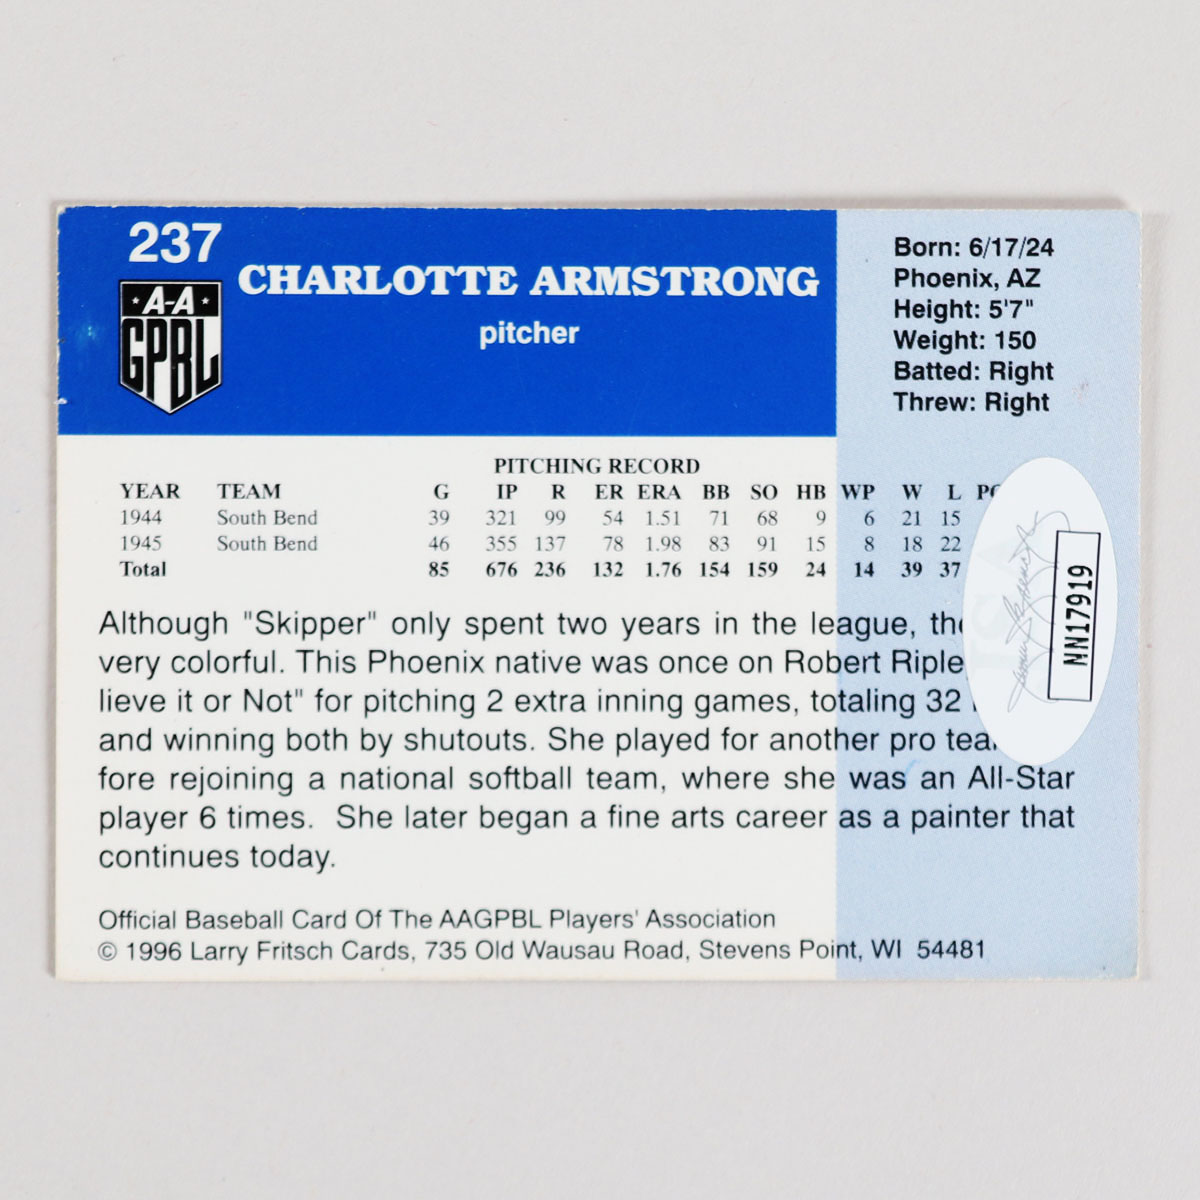 237
CHARLOTTE ARMSTRONG
pitcher
A-A
GPBL
Born: 6/17/24
Phoenix, AZ
Height: 5'7"
Weight: 150
Batted: Right
Threw: Right
PITCHING RECORD
YEAR TEAM G IP R ER ERA BB SO HB WP W L
1944 South Bend 39 321 99 54 1.51 71 68 9 6 21 15
1945 South Bend 46 355 137 78 1.98 83 91 15 8 18 22
Total 85 676 236 132 1.76 154 159 24 14 39 37
Although "Skipper" only spent two years in the league,
very colorful. This Phoenix native was once on Robert
lieve it or Not" for pitching 2 extra inning games, totaling 32
and winning both by shutouts. She played for another pro
fore rejoining a national softball team, where she was an All-Star
player 6 times. She later began a fine arts career as a painter that
continues today.
Official Baseball Card Of The AAGPBL Players' Association
© 1996 Larry Fritsch Cards, 735 Old Wausau Road, Stevens Point, WI 54481
NN17919